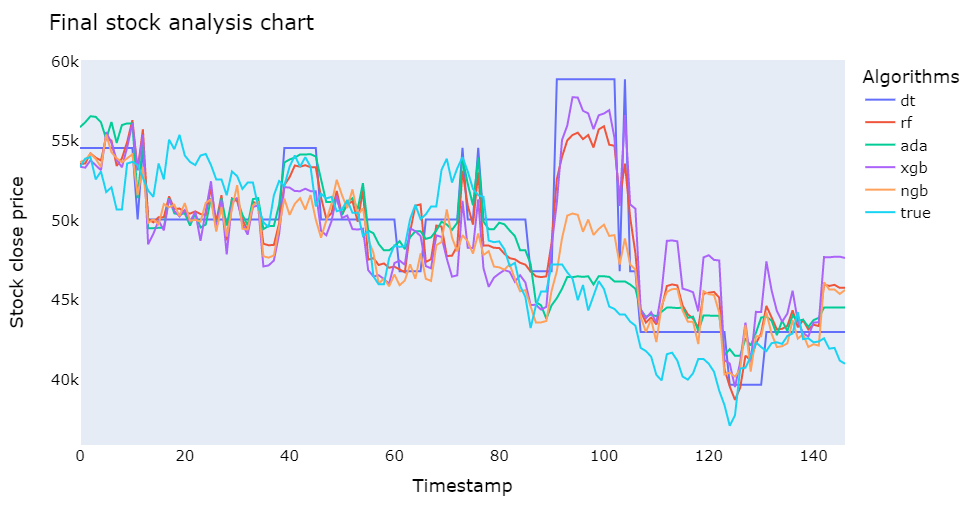 Final stock analysis chart
60k
55k
50k
45k
40k
Stock close price
0 20 40 60 80 100 120 140
Timestamp
Algorithms
dt
rf
ada
xgb
ngb
true